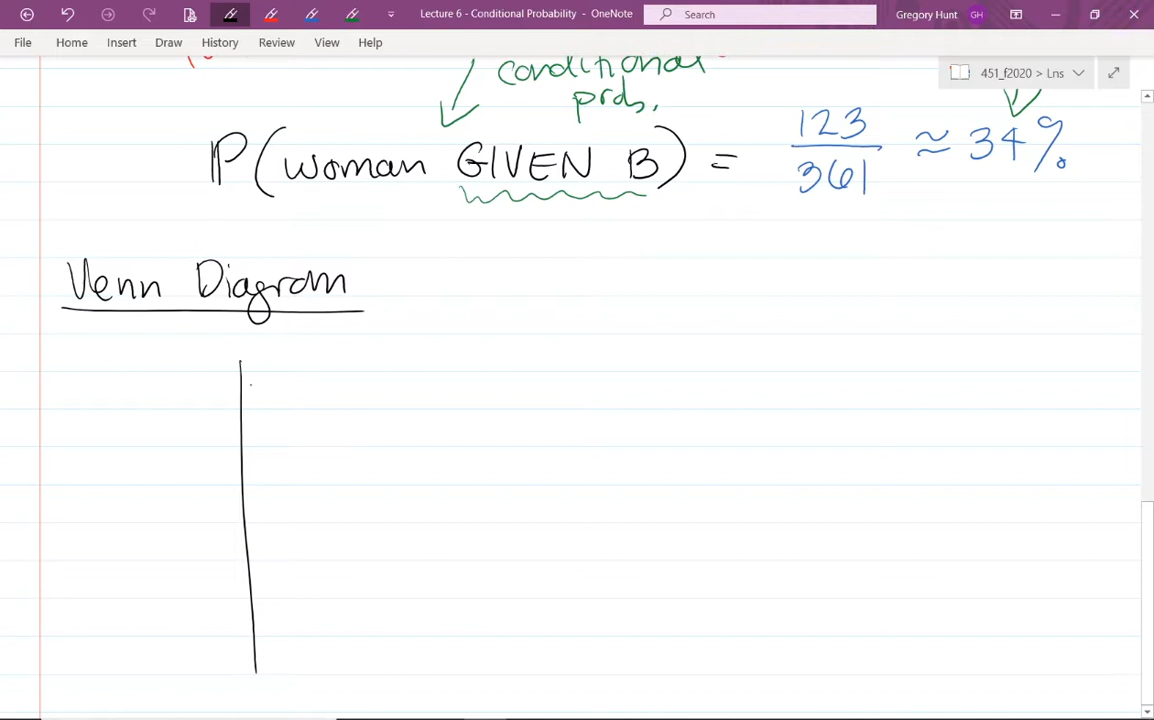 Lecture 6 - Conditional Probability - OneNote
Search
Gregory Hunt
GH
File Home Insert Draw History Review View Help
451_f2020 > Lns
conditional
prds.
P(woman GIVEN B) = 123/361 ≈ 34%
Venn Diagram